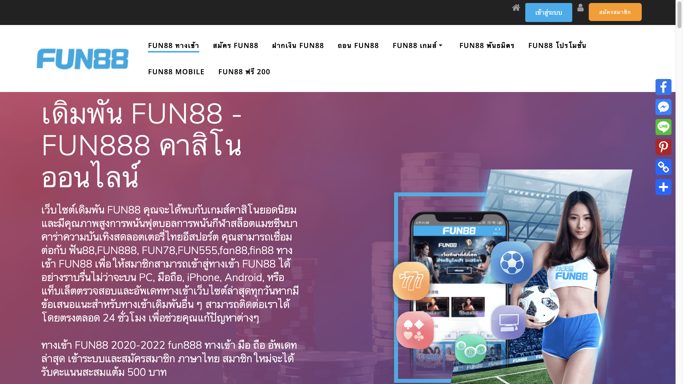 เข้าสู่ระบบ
สมัครสมาชิก
FUN88
FUN88 ทางเข้า
สมัคร FUN88
ฝากเงิน FUN88
ถอน FUN88
FUN88 เกมส์
FUN88 พันธมิตร
FUN88 โปรโมชั่น
FUN88 MOBILE
FUN88 ฟรี 200
เดิมพัน FUN88 -
FUN888 คาสิโน
ออนไลน์
เว็บไซต์เดิมพัน FUN88 คุณจะได้พบกับเกมส์คาสิโนยอดนิยม
และมีคุณภาพสูงการพนันฟุตบอลการพนันกีฬาสล็อตแมชชีนบา
คาร่าความบันเทิงสดลอตเตอรี่ไทยอีสปอร์ต คุณสามารถเชื่อม
ต่อกับ พัน88,FUN888, FUN78,FUN555,fan88,fin88 ทาง
เข้า FUN88 เพื่อให้สมาชิกสามารถเข้าสู่ทางเข้า FUN88 ได้
อย่างราบรื่นไม่ว่าจะบน PC, มือถือ, iPhone, Android, หรือ
แท็บเล็ตตรวจสอบและอัพเดททางเข้าเว็บไซต์ล่าสุดทุกวันหากมี
ข้อเสนอแนะสำหรับทางเข้าเดิมพันอื่น ๆ สามารถติดต่อเราได้
โดยตรงตลอด 24 ชั่วโมง เพื่อช่วยคุณแก้ปัญหาต่างๆ
ทางเข้า FUN88 2020-2022 fun888 ทางเข้า มือ ถือ อัพเดท
ล่าสุด เข้าระบบและสมัครสมาชิก ภาษาไทย สมาชิกใหม่จะได้
รับคะแนนสะสมแต้ม 500 บาท
FUN88
FUN88
LINE
777